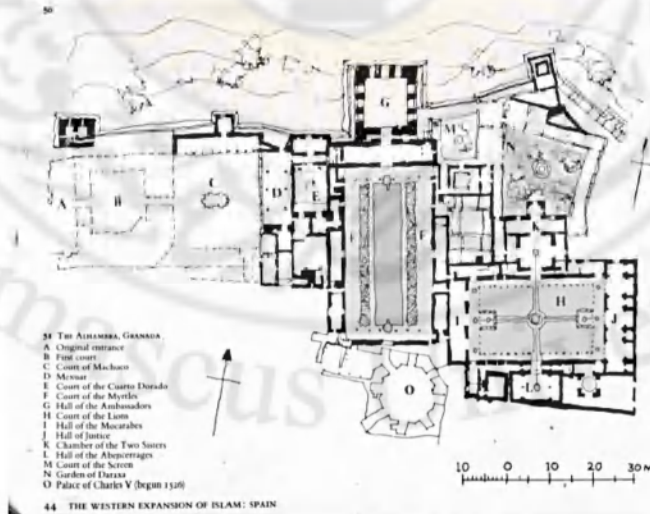 50
A
B
C
D
E
F
F
G
H
I
J
K
L
M
N
O
51 THE ALHAMBRA, GRANADA
A Original entrance
B First court
C Court of Machuca
D Mexuar
E Court of the Cuarto Dorado
F Court of the Myrtles
G Hall of the Ambassadors
H Court of the Lions
I Hall of the Mocarabes
J Hall of Justice
K Chamber of the Two Sisters
L Hall of the Abencerrages
M Court of the Screen
N Garden of Daraxa
O Palace of Charles V (begun 1526)
10 0 10 20 30 M
44 THE WESTERN EXPANSION OF ISLAM: SPAIN
amascus